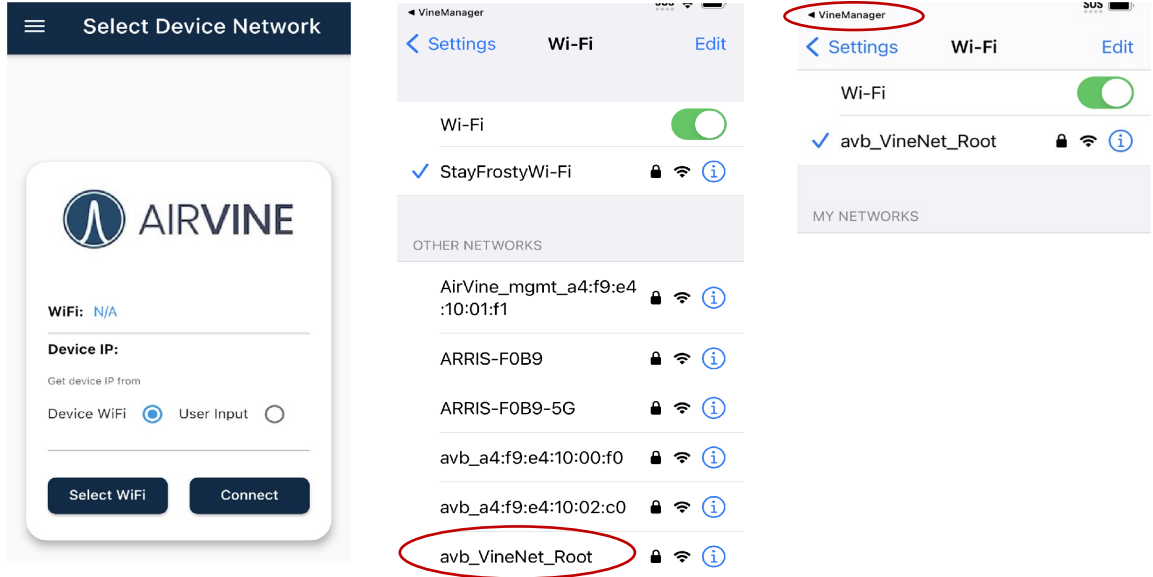 Select Device Network
AIRVINE
WiFi: N/A
Device IP:
Get device IP from
Device WiFi User Input
Select WiFi Connect
VineManager
Settings Wi-Fi Edit
Wi-Fi
StayFrostyWi-Fi
OTHER NETWORKS
AirVine_mgmt_a4:f9:e4
:10:01:f1
ARRIS-F0B9
ARRIS-F0B9-5G
avb_a4:f9:e4:10:00:f0
avb_a4:f9:e4:10:02:c0
avb_VineNet_Root
VineManager
SOS
Settings Wi-Fi Edit
Wi-Fi
avb_VineNet_Root
MY NETWORKS